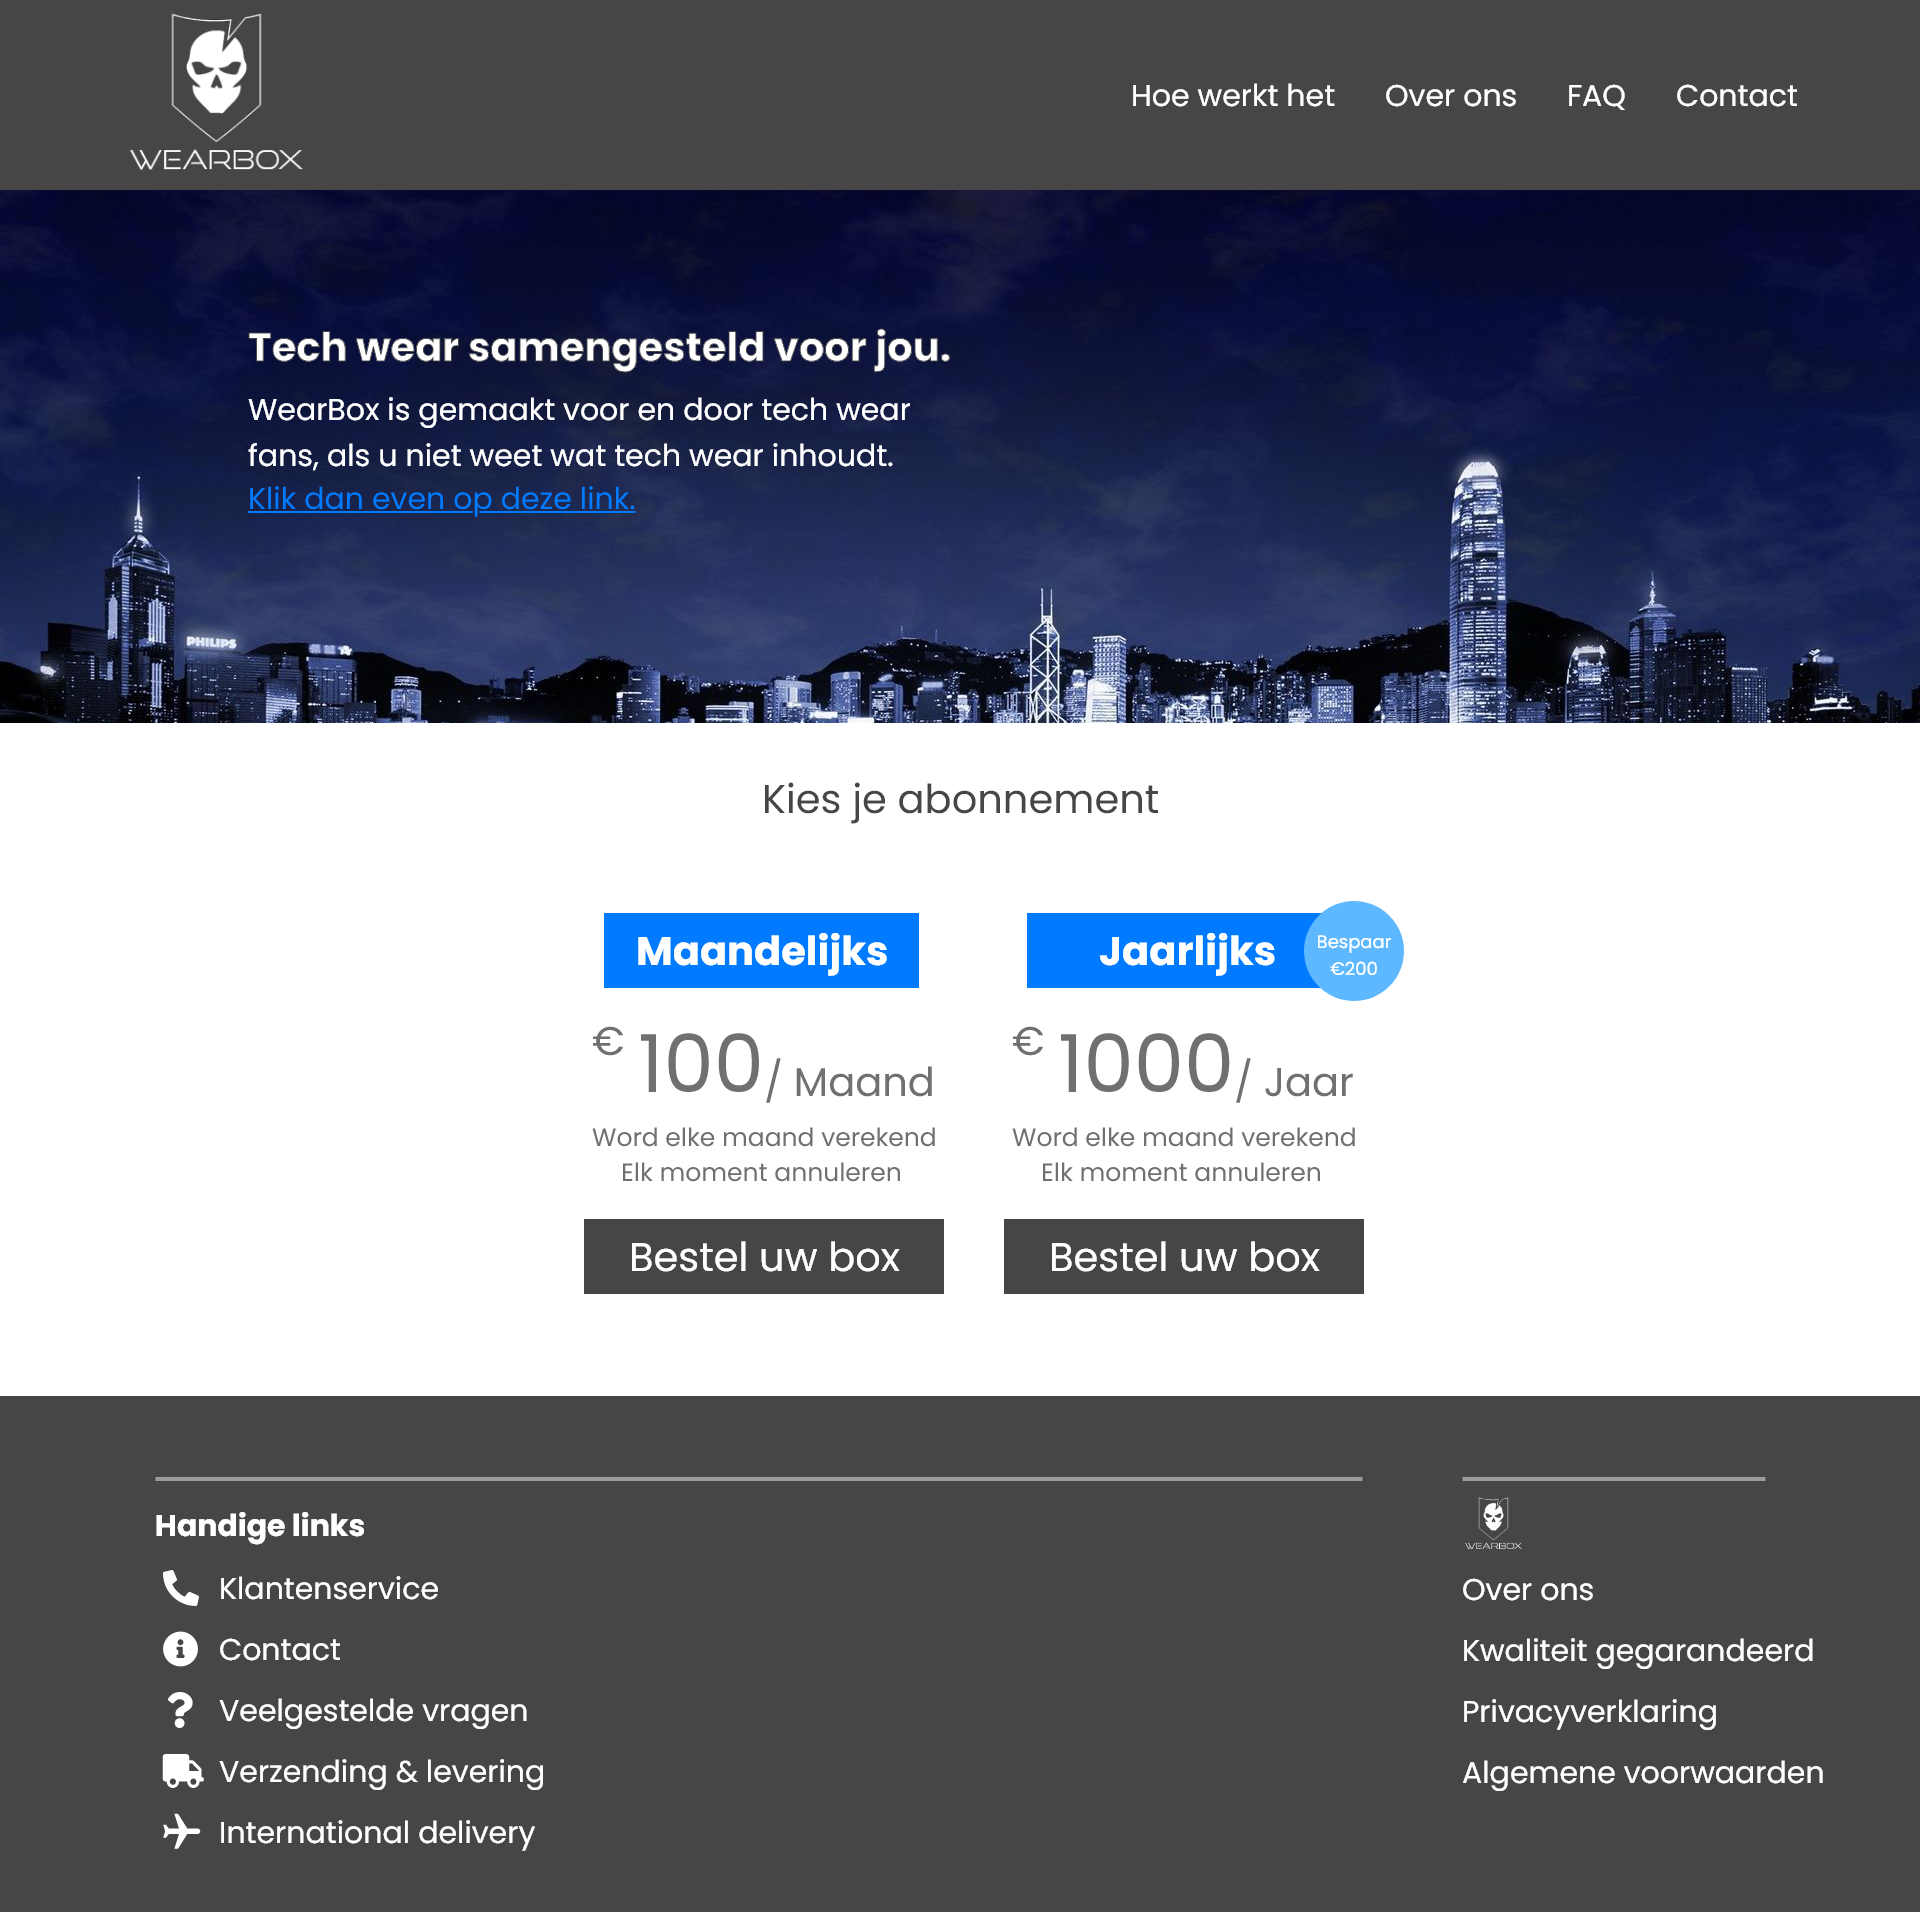 WEARBOX
Hoe werkt het
Over ons
FAQ
Contact
Tech wear samengesteld voor jou.
WearBox is gemaakt voor en door tech wear
fans, als u niet weet wat tech wear inhoudt.
Klik dan even op deze link.
PHILIPS
Kies je abonnement
Maandelijks
€ 100/ Maand
Word elke maand verekend
Elk moment annuleren
Bestel uw box
Jaarlijks
Bespaar
€200
€ 1000/ Jaar
Word elke maand verekend
Elk moment annuleren
Bestel uw box
Handige links
Klantenservice
Contact
Veelgestelde vragen
Verzending & levering
International delivery
WEARBOX
Over ons
Kwaliteit gegarandeerd
Privacyverklaring
Algemene voorwaarden